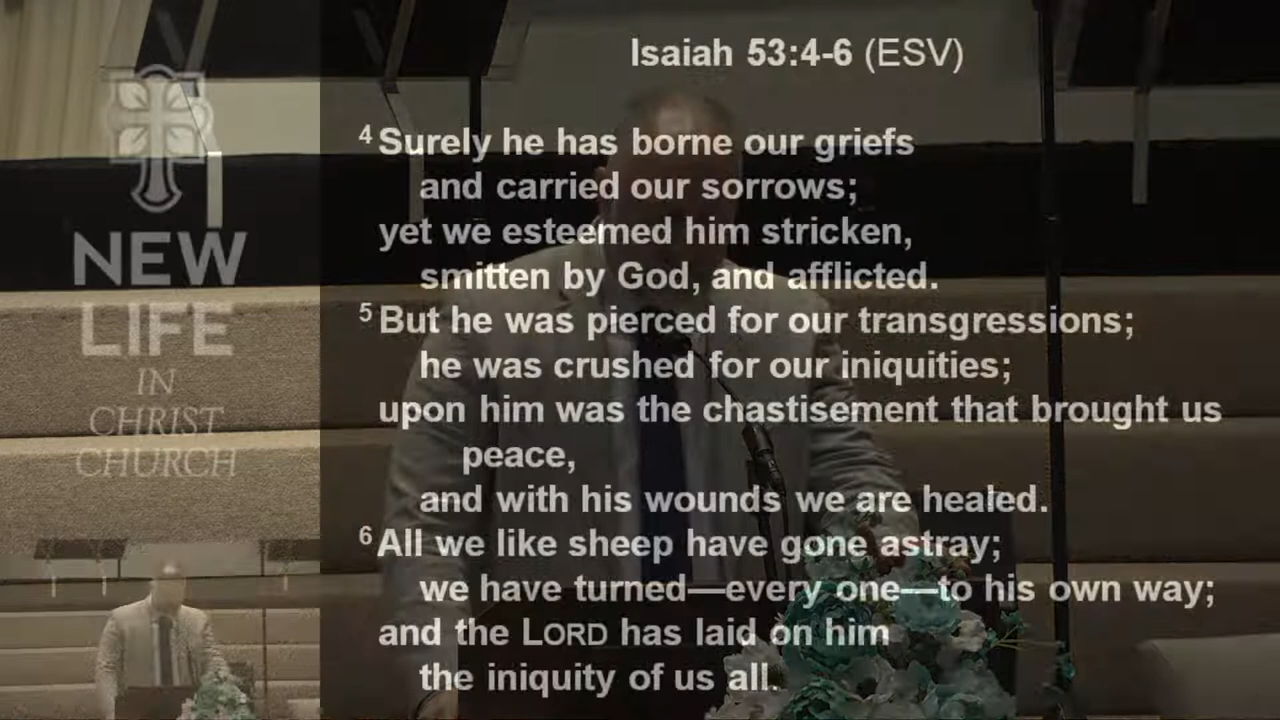 NEW
LIFE
IN
CHRIST
CHURCH
Isaiah 53:4-6 (ESV)
4 Surely he has borne our griefs
and carried our sorrows;
yet we esteemed him stricken,
smitten by God, and afflicted.
5 But he was pierced for our transgressions;
he was crushed for our iniquities;
upon him was the chastisement that brought us
peace,
and with his wounds we are healed.
6 All we like sheep have gone astray;
we have turned—every one—to his own way;
and the LORD has laid on him
the iniquity of us all.